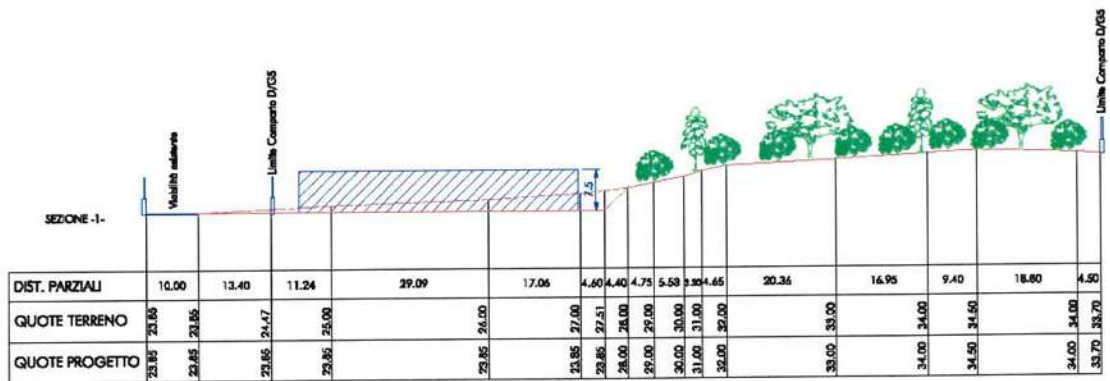 Limite Comparto D/G5
Limite Comparto D/G5
Viabilità esistente
7.5
SEZIONE -1-
DIST. PARZIALI 10.00 13.40 11.24 29.09 17.06 4.60 4.40 4.75 5.53 3.20 4.65 20.36 16.95 9.40 18.80 4.50
QUOTE TERRENO 23.85 23.85 24.47 25.00 26.00 27.00 27.51 28.00 29.00 30.00 31.00 32.00 33.00 34.00 34.50 34.00 33.70
QUOTE PROGETTO 23.85 23.85 23.85 23.85 23.85 23.85 23.85 28.00 29.00 30.00 31.00 32.00 33.00 34.00 34.50 34.00 33.70